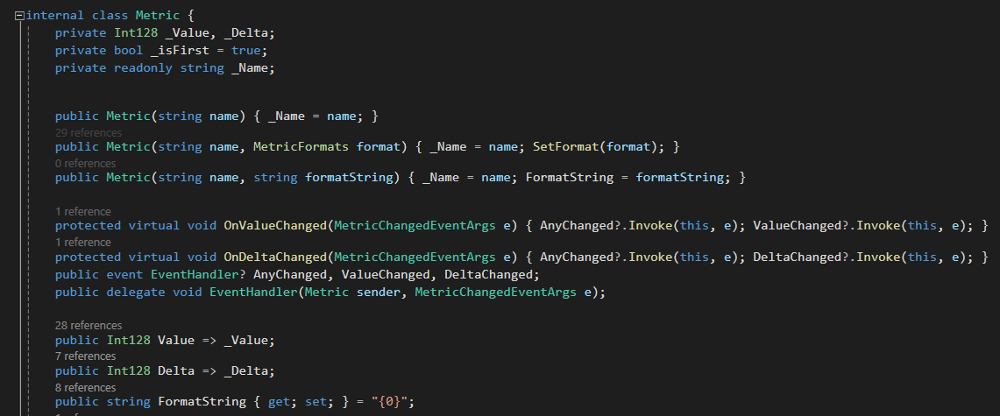 internal class Metric {
private Int128 _Value, _Delta;
private bool _isFirst = true;
private readonly string _Name;
public Metric(string name) { _Name = name; }
29 references
public Metric(string name, MetricFormats format) { _Name = name; SetFormat(format); }
0 references
public Metric(string name, string formatString) { _Name = name; FormatString = formatString; }
1 reference
protected virtual void OnValueChanged(MetricChangedEventArgs e) { AnyChanged?.Invoke(this, e); ValueChanged?.Invoke(this, e); }
1 reference
protected virtual void OnDeltaChanged(MetricChangedEventArgs e) { AnyChanged?.Invoke(this, e); DeltaChanged?.Invoke(this, e); }
public event EventHandler? AnyChanged, ValueChanged, DeltaChanged;
public delegate void EventHandler(Metric sender, MetricChangedEventArgs e);
28 references
public Int128 Value => _Value;
7 references
public Int128 Delta => _Delta;
8 references
public string FormatString { get; set; } = "{0}";